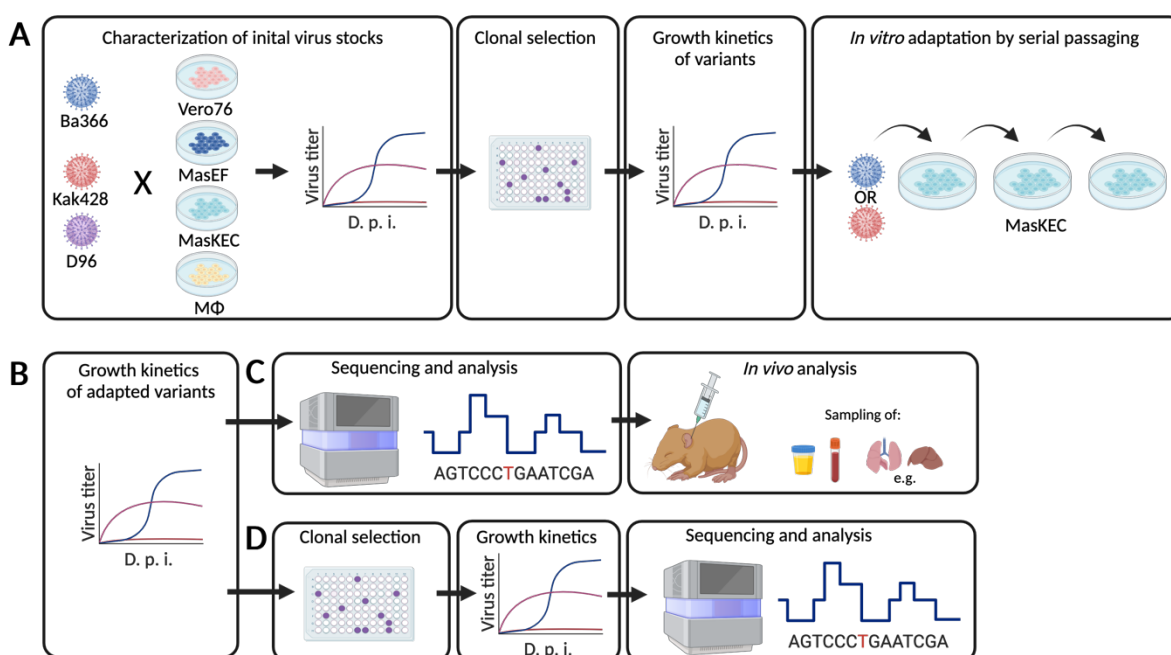 A
Characterization of inital virus stocks
Ba366
Kak428
D96
X
Vero76
MasEF
MasKEC
MΦ
Virus titer
D. p. i.
Clonal selection
Growth kinetics
of variants
Virus titer
D. p. i.
In vitro adaptation by serial passaging
OR
MasKEC
B
Growth kinetics
of adapted variants
Virus titer
D. p. i.
C
Sequencing and analysis
AGTCCCTGAATCGA
In vivo analysis
Sampling of:
e.g.
D
Clonal selection
Growth kinetics
Virus titer
D. p. i.
Sequencing and analysis
AGTCCCTGAATCGA